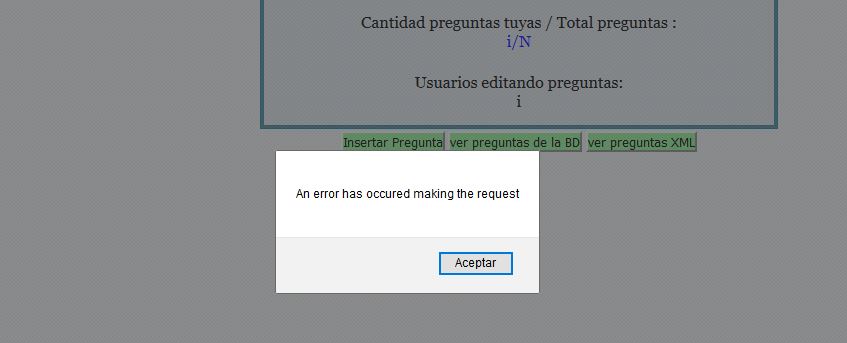 Cantidad preguntas tuyas / Total preguntas :
i/N
Usuarios editando preguntas:
i
Insertar Pregunta ver preguntas de la BD ver preguntas XML
An error has occured making the request
Aceptar